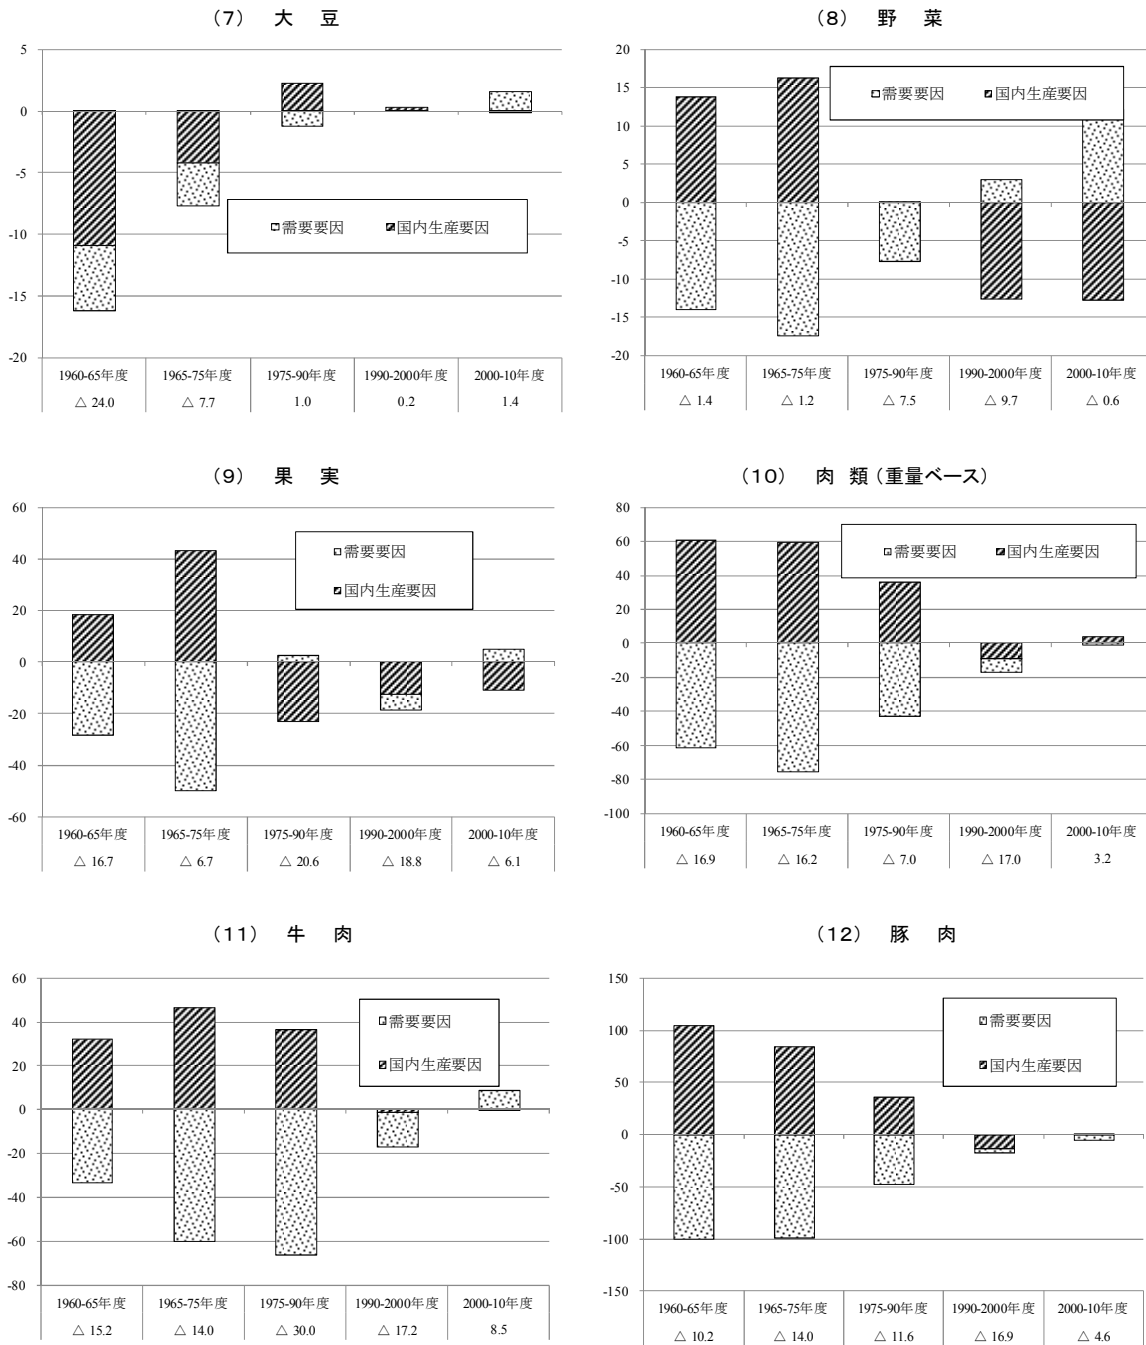 (7) 大 豆
5
0
-5
-10
-15
-20
需要要因 国内生産要因
1960-65年度 1965-75年度 1975-90年度 1990-2000年度 2000-10年度
△ 24.0 △ 7.7 1.0 0.2 1.4
(8) 野 菜
20
15
10
5
0
-5
-10
-15
-20
需要要因 国内生産要因
1960-65年度 1965-75年度 1975-90年度 1990-2000年度 2000-10年度
△ 1.4 △ 1.2 △ 7.5 △ 9.7 △ 0.6
(9) 果 実
60
40
20
0
-20
-40
-60
需要要因
国内生産要因
1960-65年度 1965-75年度 1975-90年度 1990-2000年度 2000-10年度
△ 16.7 △ 6.7 △ 20.6 △ 18.8 △ 6.1
(10) 肉 類(重量ベース)
80
60
40
20
0
-20
-40
-60
-80
-100
需要要因 国内生産要因
1960-65年度 1965-75年度 1975-90年度 1990-2000年度 2000-10年度
△ 16.9 △ 16.2 △ 7.0 △ 17.0 3.2
(11) 牛 肉
60
40
20
0
-20
-40
-60
-80
需要要因
国内生産要因
1960-65年度 1965-75年度 1975-90年度 1990-2000年度 2000-10年度
△ 15.2 △ 14.0 △ 30.0 △ 17.2 8.5
(12) 豚 肉
150
100
50
0
-50
-100
-150
需要要因
国内生産要因
1960-65年度 1965-75年度 1975-90年度 1990-2000年度 2000-10年度
△ 10.2 △ 14.0 △ 11.6 △ 16.9 △ 4.6